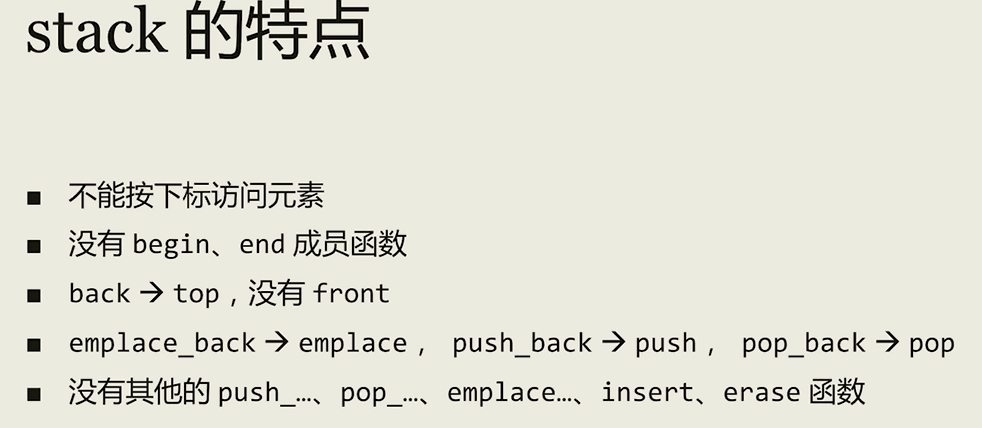 stack 的特点
■ 不能按下标访问元素
■ 没有 begin、end 成员函数
■ back → top，没有 front
■ emplace_back → emplace， push_back → push， pop_back → pop
■ 没有其他的 push_…、pop_…、emplace…、insert、erase 函数